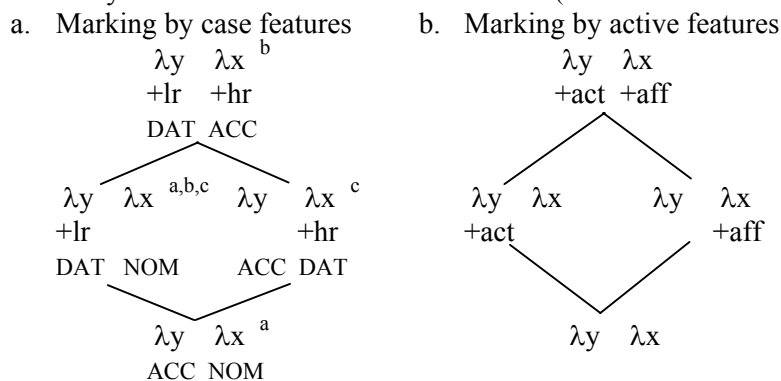 a. Marking by case features b. Marking by active features
λy λx b λy λx
+lr +hr +act +aff
DAT ACC
λy λx a,b,c λy λx c λy λx λy λx
+lr +hr +act +aff
DAT NOM ACC DAT
λy λx a λy λx
ACC NOM